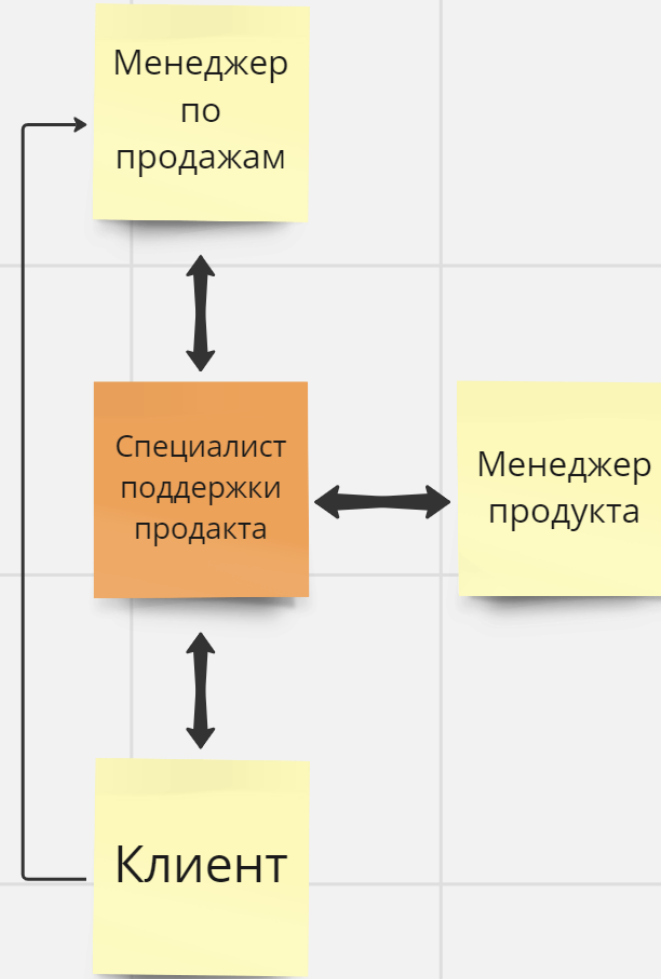 Менеджер
по
продажам
Специалист
поддержки
продакта
Менеджер
продукта
Клиент